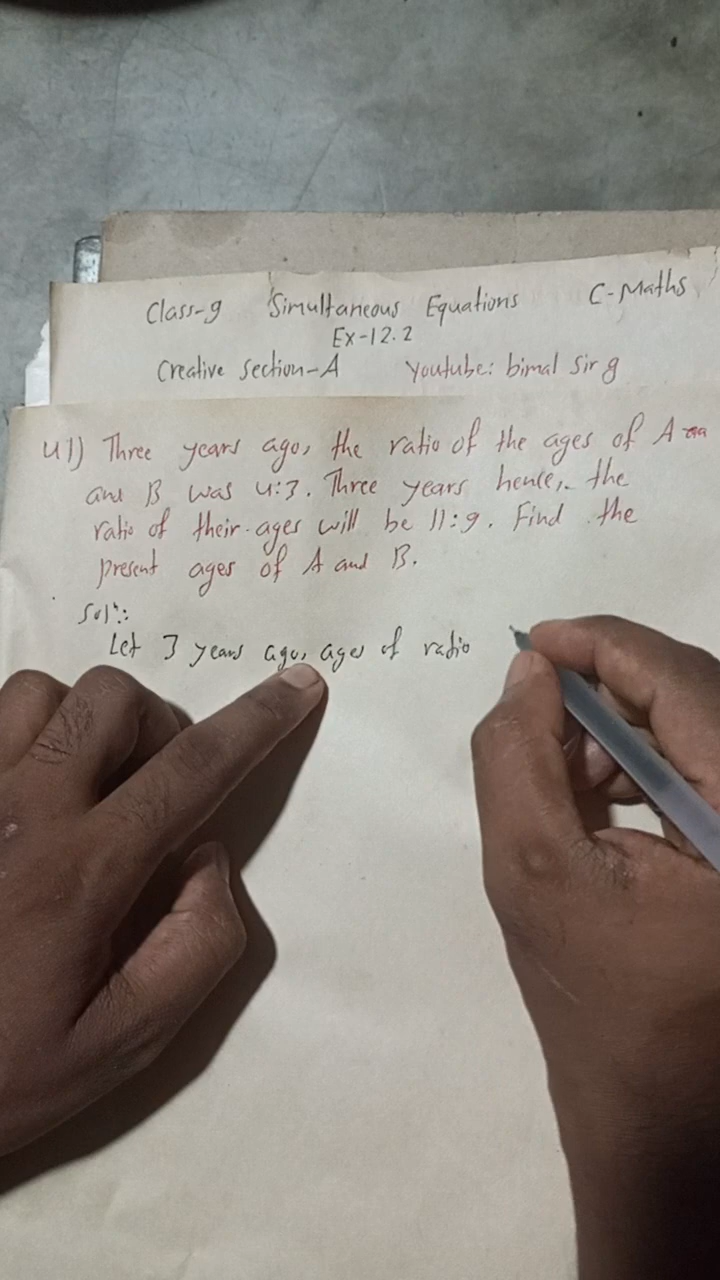 Class-9 Simultaneous Equations C-Maths
Ex-12.2
Creative Section-A Youtube: bimal Sir g
41) Three years ago, the ratio of the ages of A
and B was 4:3. Three years hence, the
ratio of their ages will be 11:9. Find the
present ages of A and B.
Solⁿ:
Let 3 years ago, ages of ratio